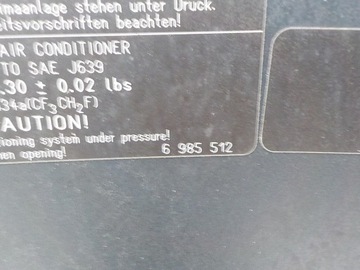 imaanlage stehen unter Druck.
eitsvorschriften beachten!
AIR CONDITIONER
TO SAE J639
.30 ± 0.02 lbs
34a(CF3CH2F)
AUTION!
ioning system under pressure!
hen opening!
6 985 512